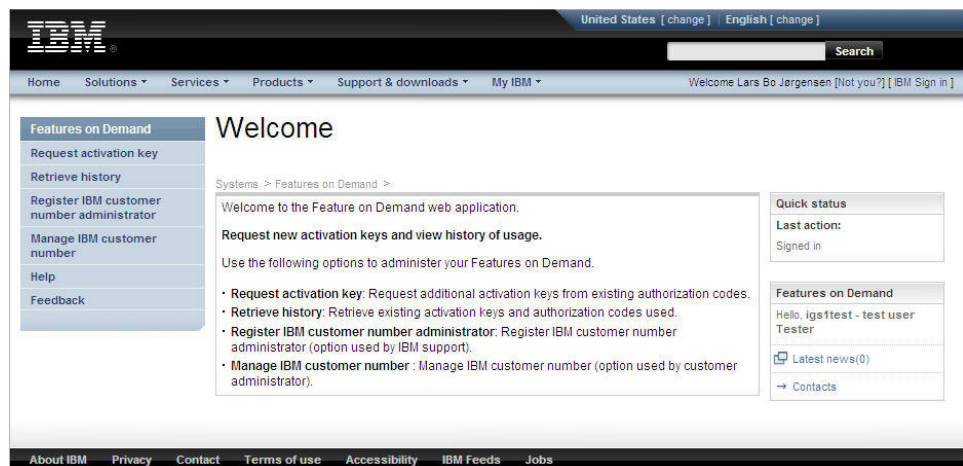 United States [ change ] | English [ change ]
IBM®
Search
Home Solutions Services Products Support & downloads My IBM Welcome Lars Bo Jørgensen [Not you?] [ IBM Sign in ]
Features on Demand
Request activation key
Retrieve history
Register IBM customer
number administrator
Manage IBM customer
number
Help
Feedback
Welcome
Systems > Features on Demand >
Welcome to the Feature on Demand web application.
Request new activation keys and view history of usage.
Use the following options to administer your Features on Demand.
· Request activation key: Request additional activation keys from existing authorization codes.
· Retrieve history: Retrieve existing activation keys and authorization codes used.
· Register IBM customer number administrator: Register IBM customer number
administrator (option used by IBM support).
· Manage IBM customer number : Manage IBM customer number (option used by customer
administrator).
Quick status
Last action:
Signed in
Features on Demand
Hello, igs1test - test user
Tester
Latest news(0)
→ Contacts
About IBM Privacy Contact Terms of use Accessibility IBM Feeds Jobs